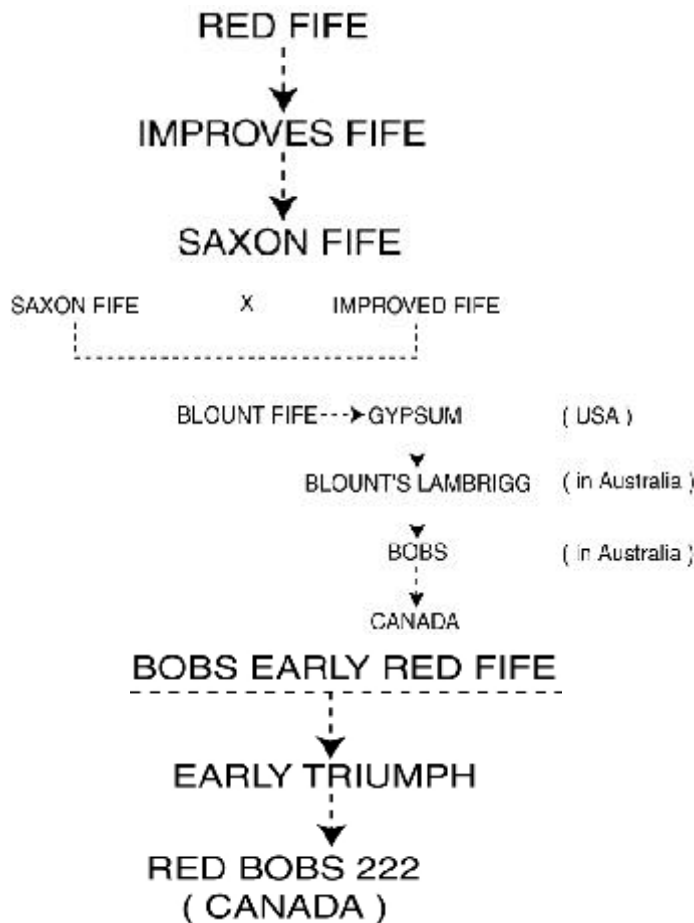 RED FIFE
IMPROVES FIFE
SAXON FIFE
SAXON FIFE X IMPROVED FIFE
BLOUNT FIFE GYPSUM ( USA )
BLOUNT'S LAMBRIGG ( in Australia )
BOBS ( in Australia )
CANADA
BOBS EARLY RED FIFE
EARLY TRIUMPH
RED BOBS 222
( CANADA )